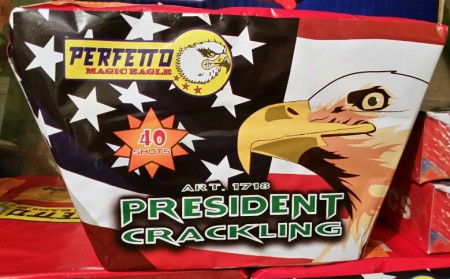 PERFETTO
MAGIC EAGLE
40
SHOTS
ART. 1718
PRESIDENT
CRACKLING